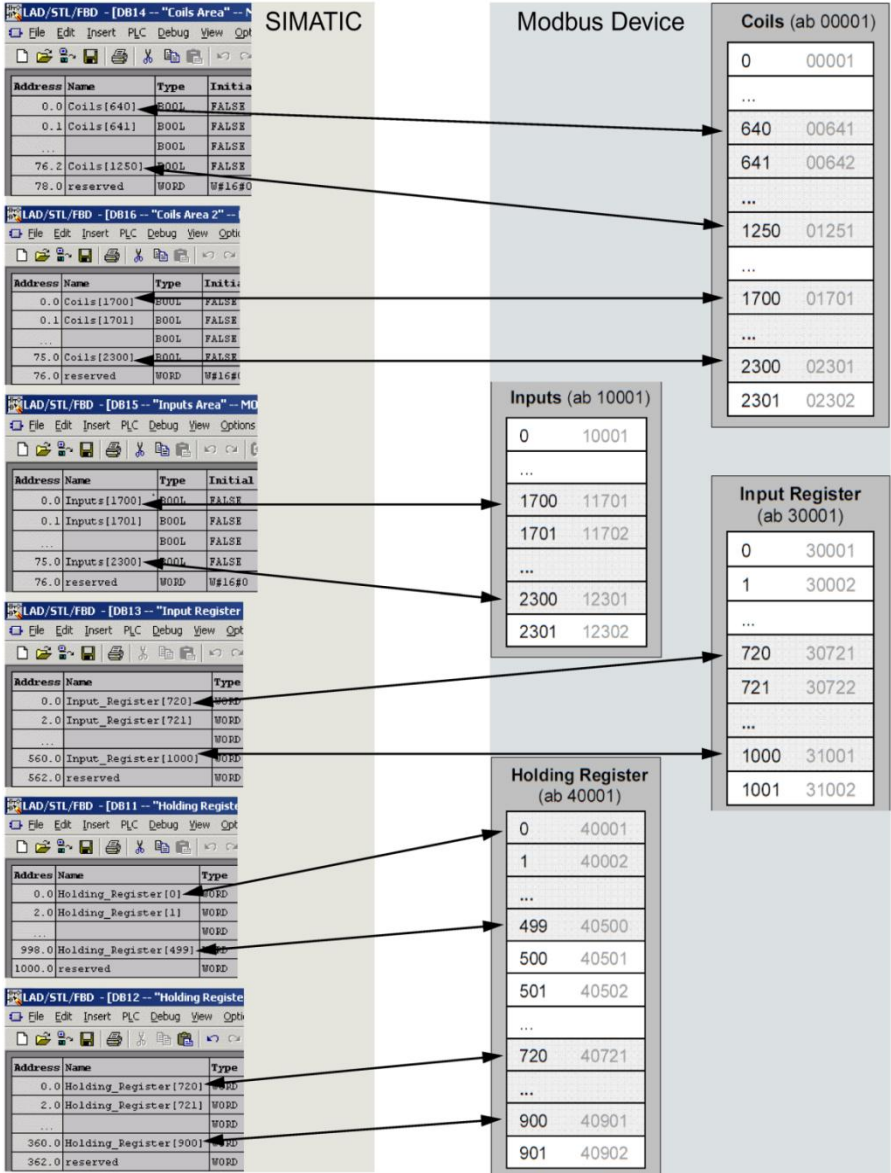 LAD/STL/FBD - [DB14 -- "Coils Area" -- M
File Edit Insert PLC Debug View Opt
Address Name Type Initia
0.0 Coils[640] BOOL FALSE
0.1 Coils[641] BOOL FALSE
... BOOL FALSE
76.2 Coils[1250] BOOL FALSE
78.0 reserved WORD W#16#0
LAD/STL/FBD - [DB16 -- "Coils Area 2" --
File Edit Insert PLC Debug View Optio
Address Name Type Initia
0.0 Coils[1700] BOOL FALSE
0.1 Coils[1701] BOOL FALSE
... BOOL FALSE
75.0 Coils[2300] BOOL FALSE
76.0 reserved WORD W#16#0
LAD/STL/FBD - [DB15 -- "Inputs Area" -- MO
File Edit Insert PLC Debug View Options
Address Name Type Initial
0.0 Inputs[1700] BOOL FALSE
0.1 Inputs[1701] BOOL FALSE
... BOOL FALSE
75.0 Inputs[2300] BOOL FALSE
76.0 reserved WORD W#16#0
LAD/STL/FBD - [DB13 -- "Input Register
File Edit Insert PLC Debug View Opt
Address Name Type
0.0 Input_Register[720] WORD
2.0 Input_Register[721] WORD
... WORD
560.0 Input_Register[1000] WORD
562.0 reserved WORD
LAD/STL/FBD - [DB11 -- "Holding Registe
File Edit Insert PLC Debug View Opt
Addres Name Type
0.0 Holding_Register[0] WORD
2.0 Holding_Register[1] WORD
... WORD
998.0 Holding_Register[499] WORD
1000.0 reserved WORD
LAD/STL/FBD - [DB12 -- "Holding Registe
File Edit Insert PLC Debug View Opti
Address Name Type
0.0 Holding_Register[720] WORD
2.0 Holding_Register[721] WORD
... WORD
360.0 Holding_Register[900] WORD
362.0 reserved WORD
SIMATIC
Modbus Device
Coils (ab 00001)
0 00001
...
640 00641
641 00642
...
1250 01251
...
1700 01701
...
2300 02301
2301 02302
Inputs (ab 10001)
0 10001
...
1700 11701
1701 11702
...
2300 12301
2301 12302
Input Register
(ab 30001)
0 30001
1 30002
...
720 30721
721 30722
...
1000 31001
1001 31002
Holding Register
(ab 40001)
0 40001
1 40002
...
499 40500
500 40501
501 40502
...
720 40721
...
900 40901
901 40902